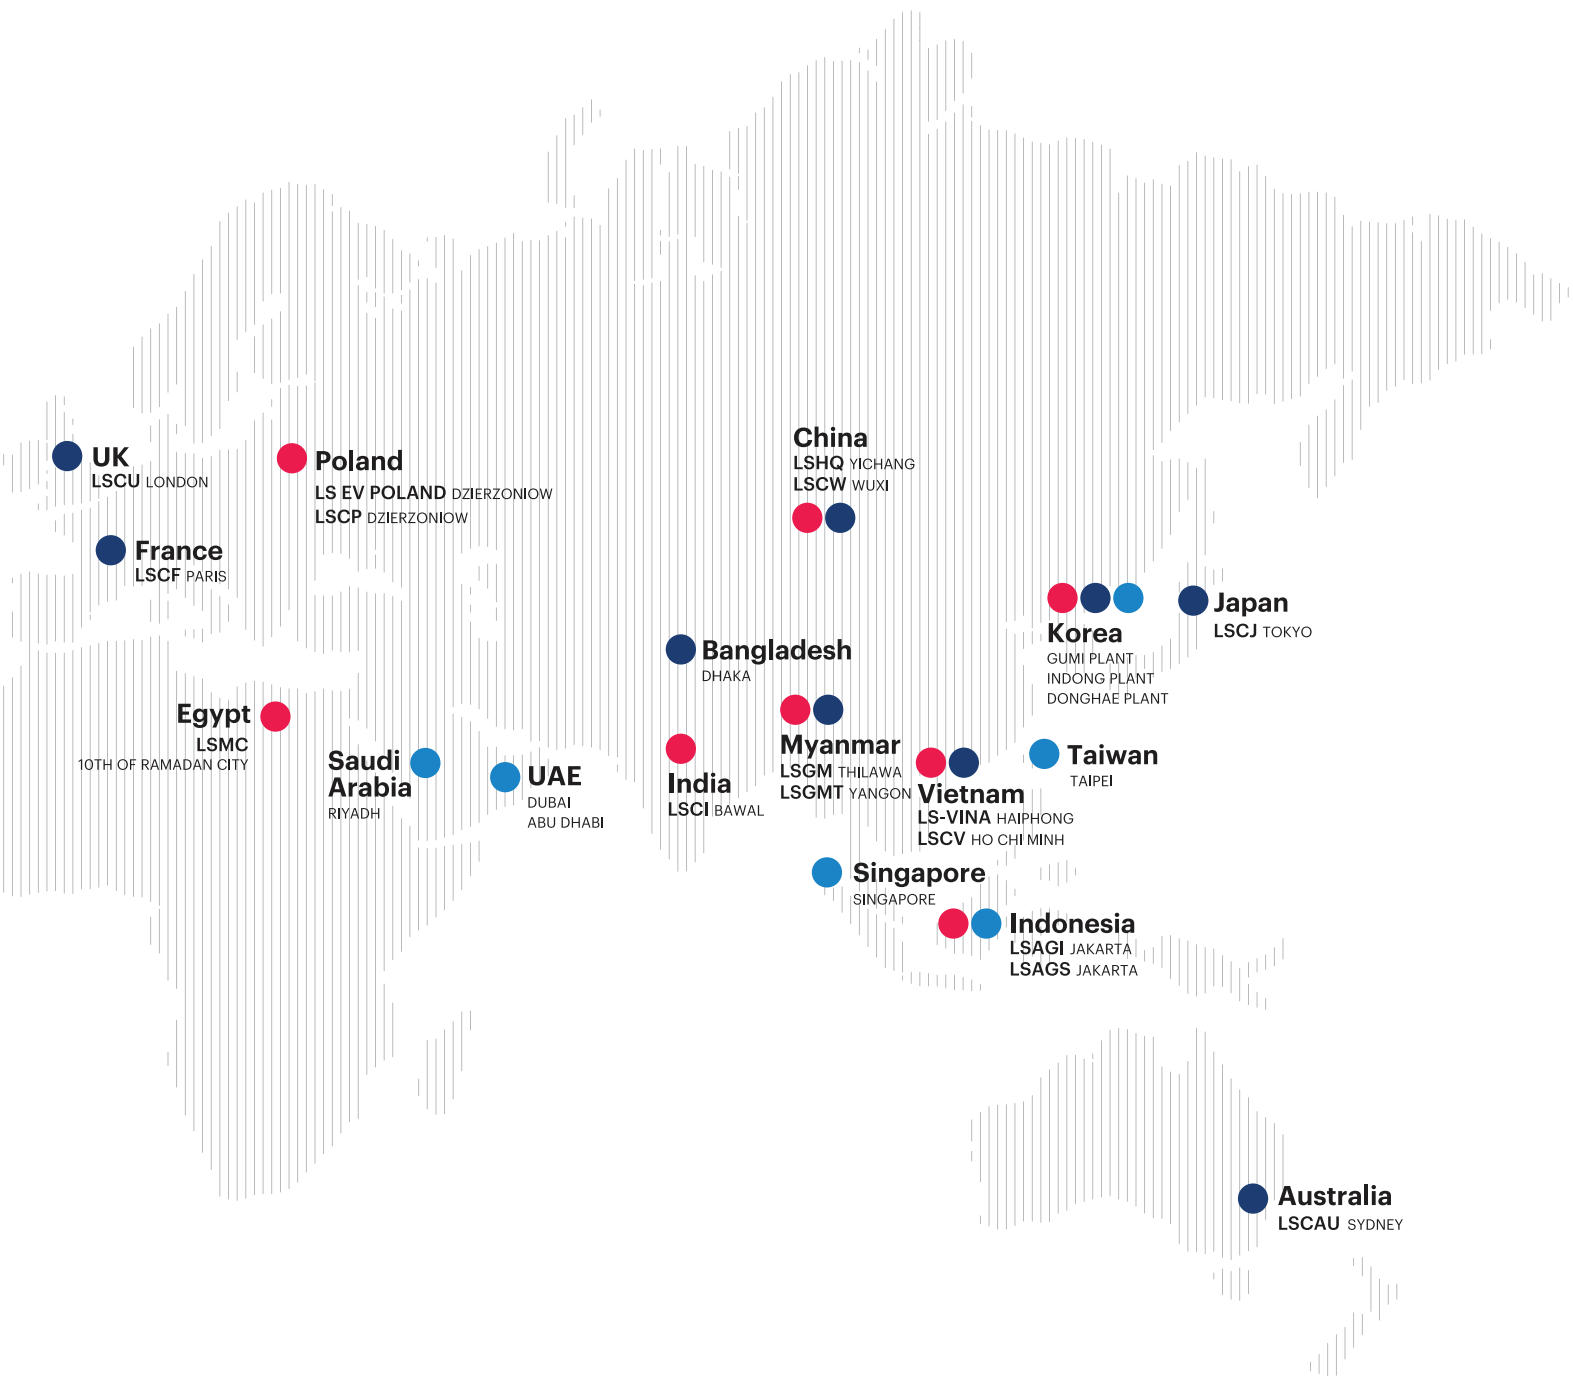 China
LSHQ YICHANG
LSCW WUXI
UK
LSCU LONDON
Poland
LS EV POLAND DZIERZONIOW
LSCP DZIERZONIOW
France
LSCF PARIS
Japan
LSCJ TOKYO
Korea
GUMI PLANT
INDONG PLANT
DONGHAE PLANT
Bangladesh
DHAKA
Egypt
LSMC
10TH OF RAMADAN CITY
Saudi
Arabia
RIYADH
UAE
DUBAI
ABU DHABI
India
LSCI BAWAL
Myanmar
LSGM THILAWA
LSGMT YANGON
Vietnam
LS-VINA HAIPHONG
LSCV HO CHI MINH
Taiwan
TAIPEI
Singapore
SINGAPORE
Indonesia
LSAGI JAKARTA
LSAGS JAKARTA
Australia
LSCAU SYDNEY